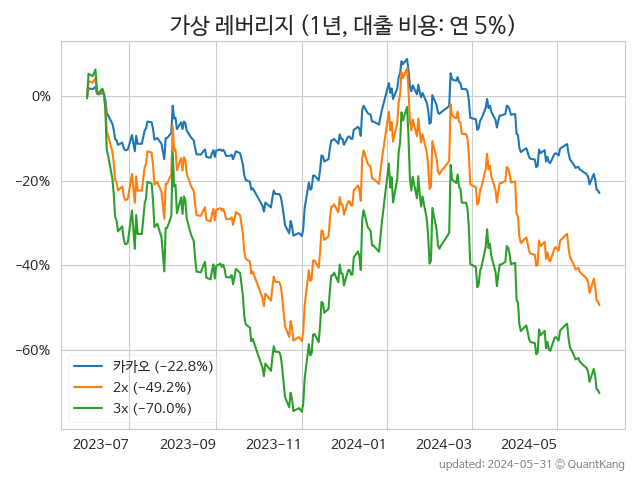 가상 레버리지 (1년, 대출 비용: 연 5%)
0%
−20%
−40%
−60%
카카오 (−22.8%)
2x (−49.2%)
3x (−70.0%)
2023−07 2023−09 2023−11 2024−01 2024−03 2024−05
updated: 2024−05−31 © QuantKang